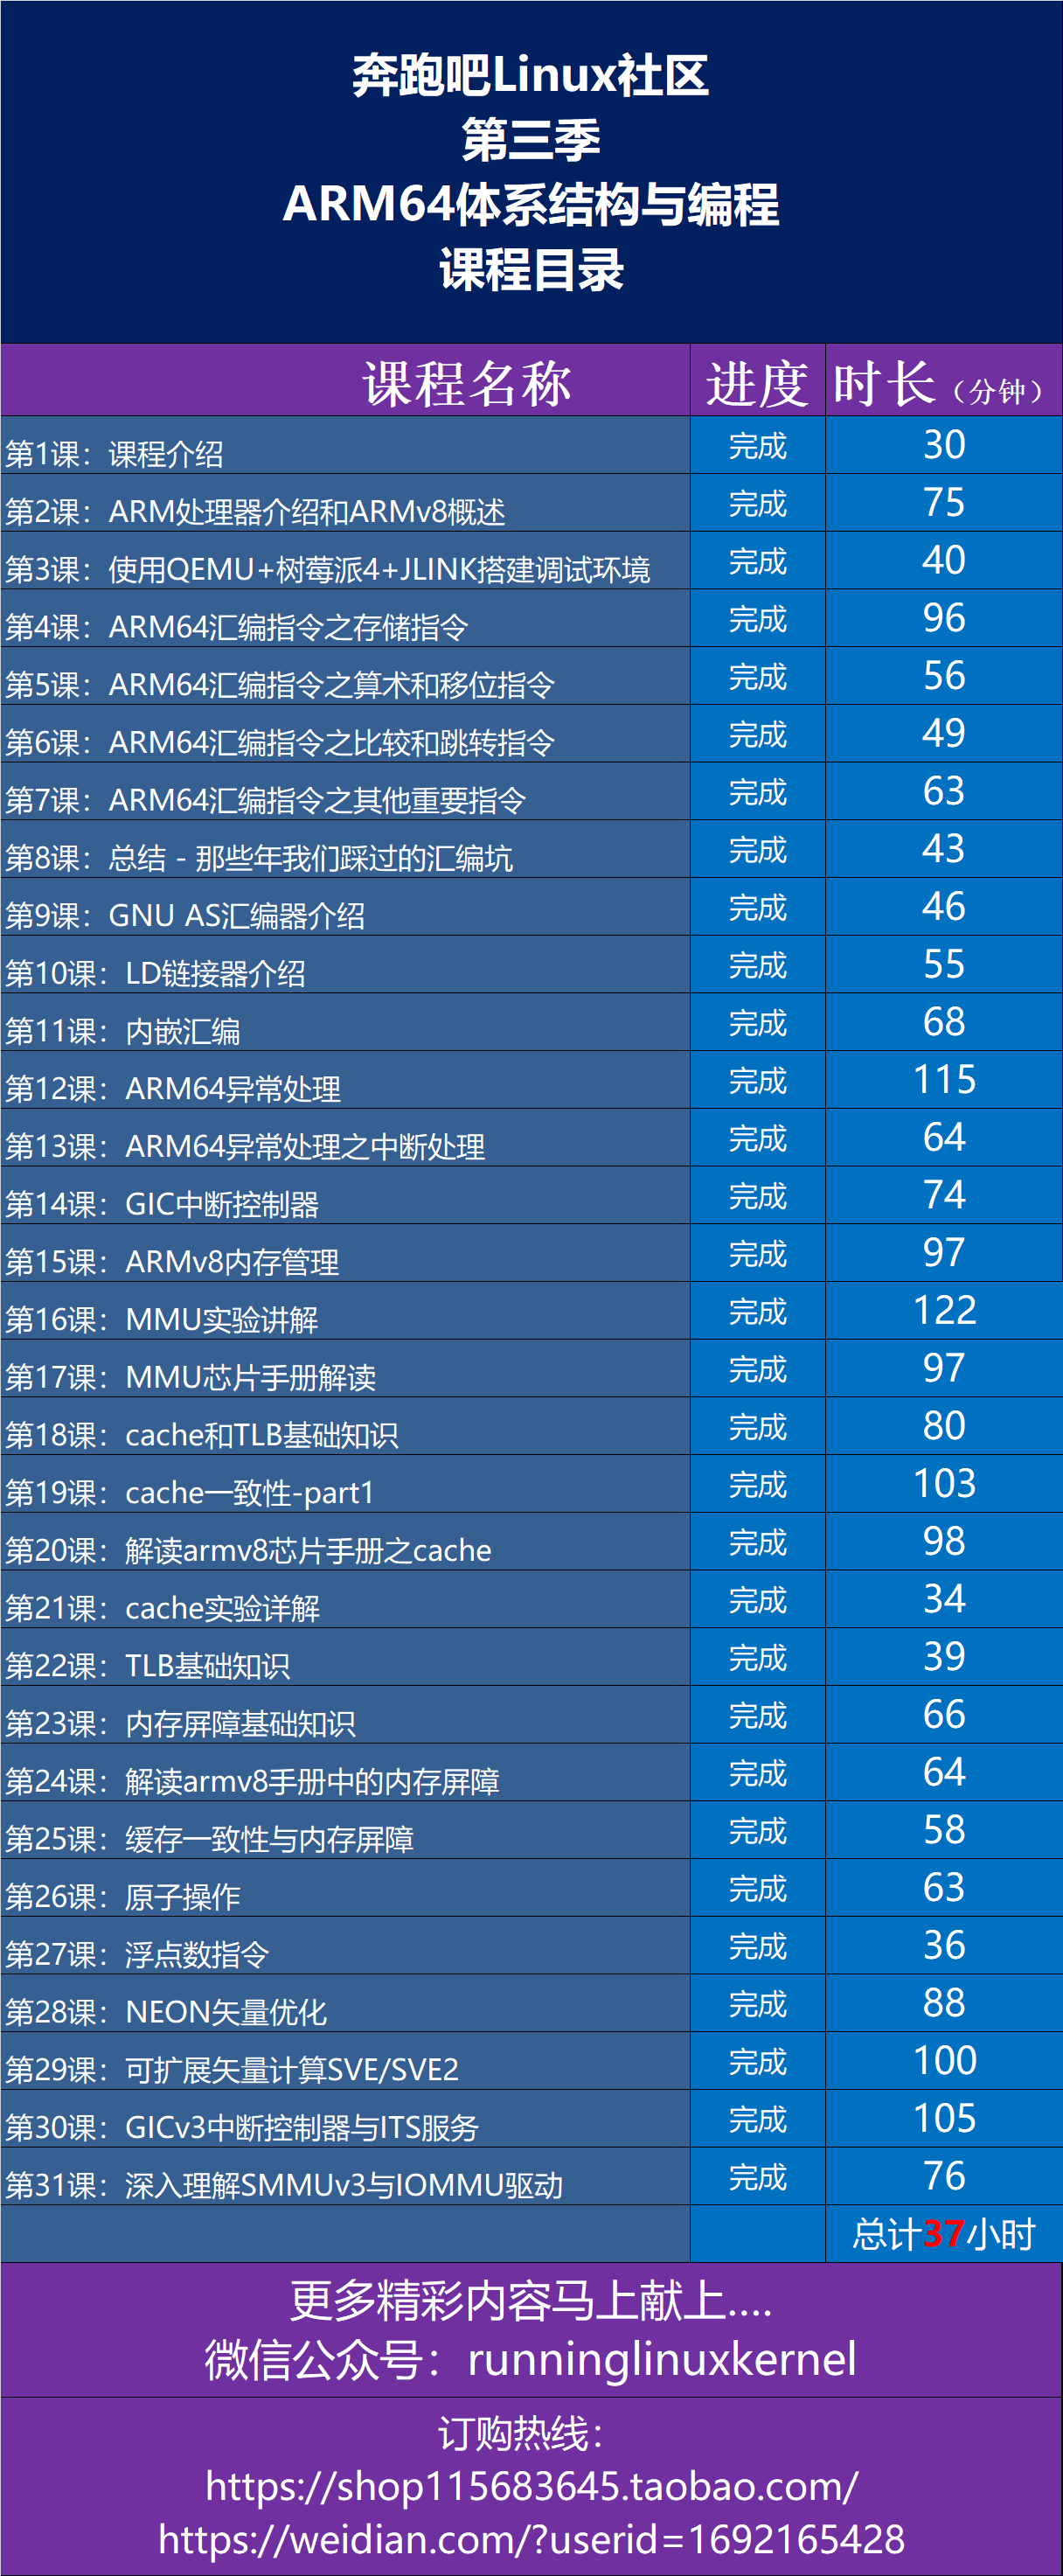 奔跑吧Linux社区
第三季
ARM64体系结构与编程
课程目录
课程名称 进度 时长（分钟）
第1课：课程介绍 完成 30
第2课：ARM处理器介绍和ARMv8概述 完成 75
第3课：使用QEMU+树莓派4+JLINK搭建调试环境 完成 40
第4课：ARM64汇编指令之存储指令 完成 96
第5课：ARM64汇编指令之算术和移位指令 完成 56
第6课：ARM64汇编指令之比较和跳转指令 完成 49
第7课：ARM64汇编指令之其他重要指令 完成 63
第8课：总结 - 那些年我们踩过的汇编坑 完成 43
第9课：GNU AS汇编器介绍 完成 46
第10课：LD链接器介绍 完成 55
第11课：内嵌汇编 完成 68
第12课：ARM64异常处理 完成 115
第13课：ARM64异常处理之中断处理 完成 64
第14课：GIC中断控制器 完成 74
第15课：ARMv8内存管理 完成 97
第16课：MMU实验讲解 完成 122
第17课：MMU芯片手册解读 完成 97
第18课：cache和TLB基础知识 完成 80
第19课：cache一致性-part1 完成 103
第20课：解读armv8芯片手册之cache 完成 98
第21课：cache实验详解 完成 34
第22课：TLB基础知识 完成 39
第23课：内存屏障基础知识 完成 66
第24课：解读armv8手册中的内存屏障 完成 64
第25课：缓存一致性与内存屏障 完成 58
第26课：原子操作 完成 63
第27课：浮点数指令 完成 36
第28课：NEON矢量优化 完成 88
第29课：可扩展矢量计算SVE/SVE2 完成 100
第30课：GICv3中断控制器与ITS服务 完成 105
第31课：深入理解SMMUv3与IOMMU驱动 完成 76
总计37小时
更多精彩内容马上献上....
微信公众号：runninglinuxkernel
订购热线：
https://shop115683645.taobao.com/
https://weidian.com/?userid=1692165428